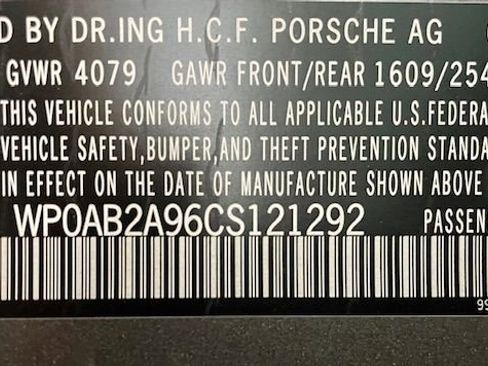 D BY DR.ING H.C.F. PORSCHE AG
GVWR 4079 GAWR FRONT/REAR 1609/254
THIS VEHICLE CONFORMS TO ALL APPLICABLE U.S.FEDERA
VEHICLE SAFETY,BUMPER,AND THEFT PREVENTION STANDA
IN EFFECT ON THE DATE OF MANUFACTURE SHOWN ABOVE
WP0AB2A96CS121292 PASSEN
99